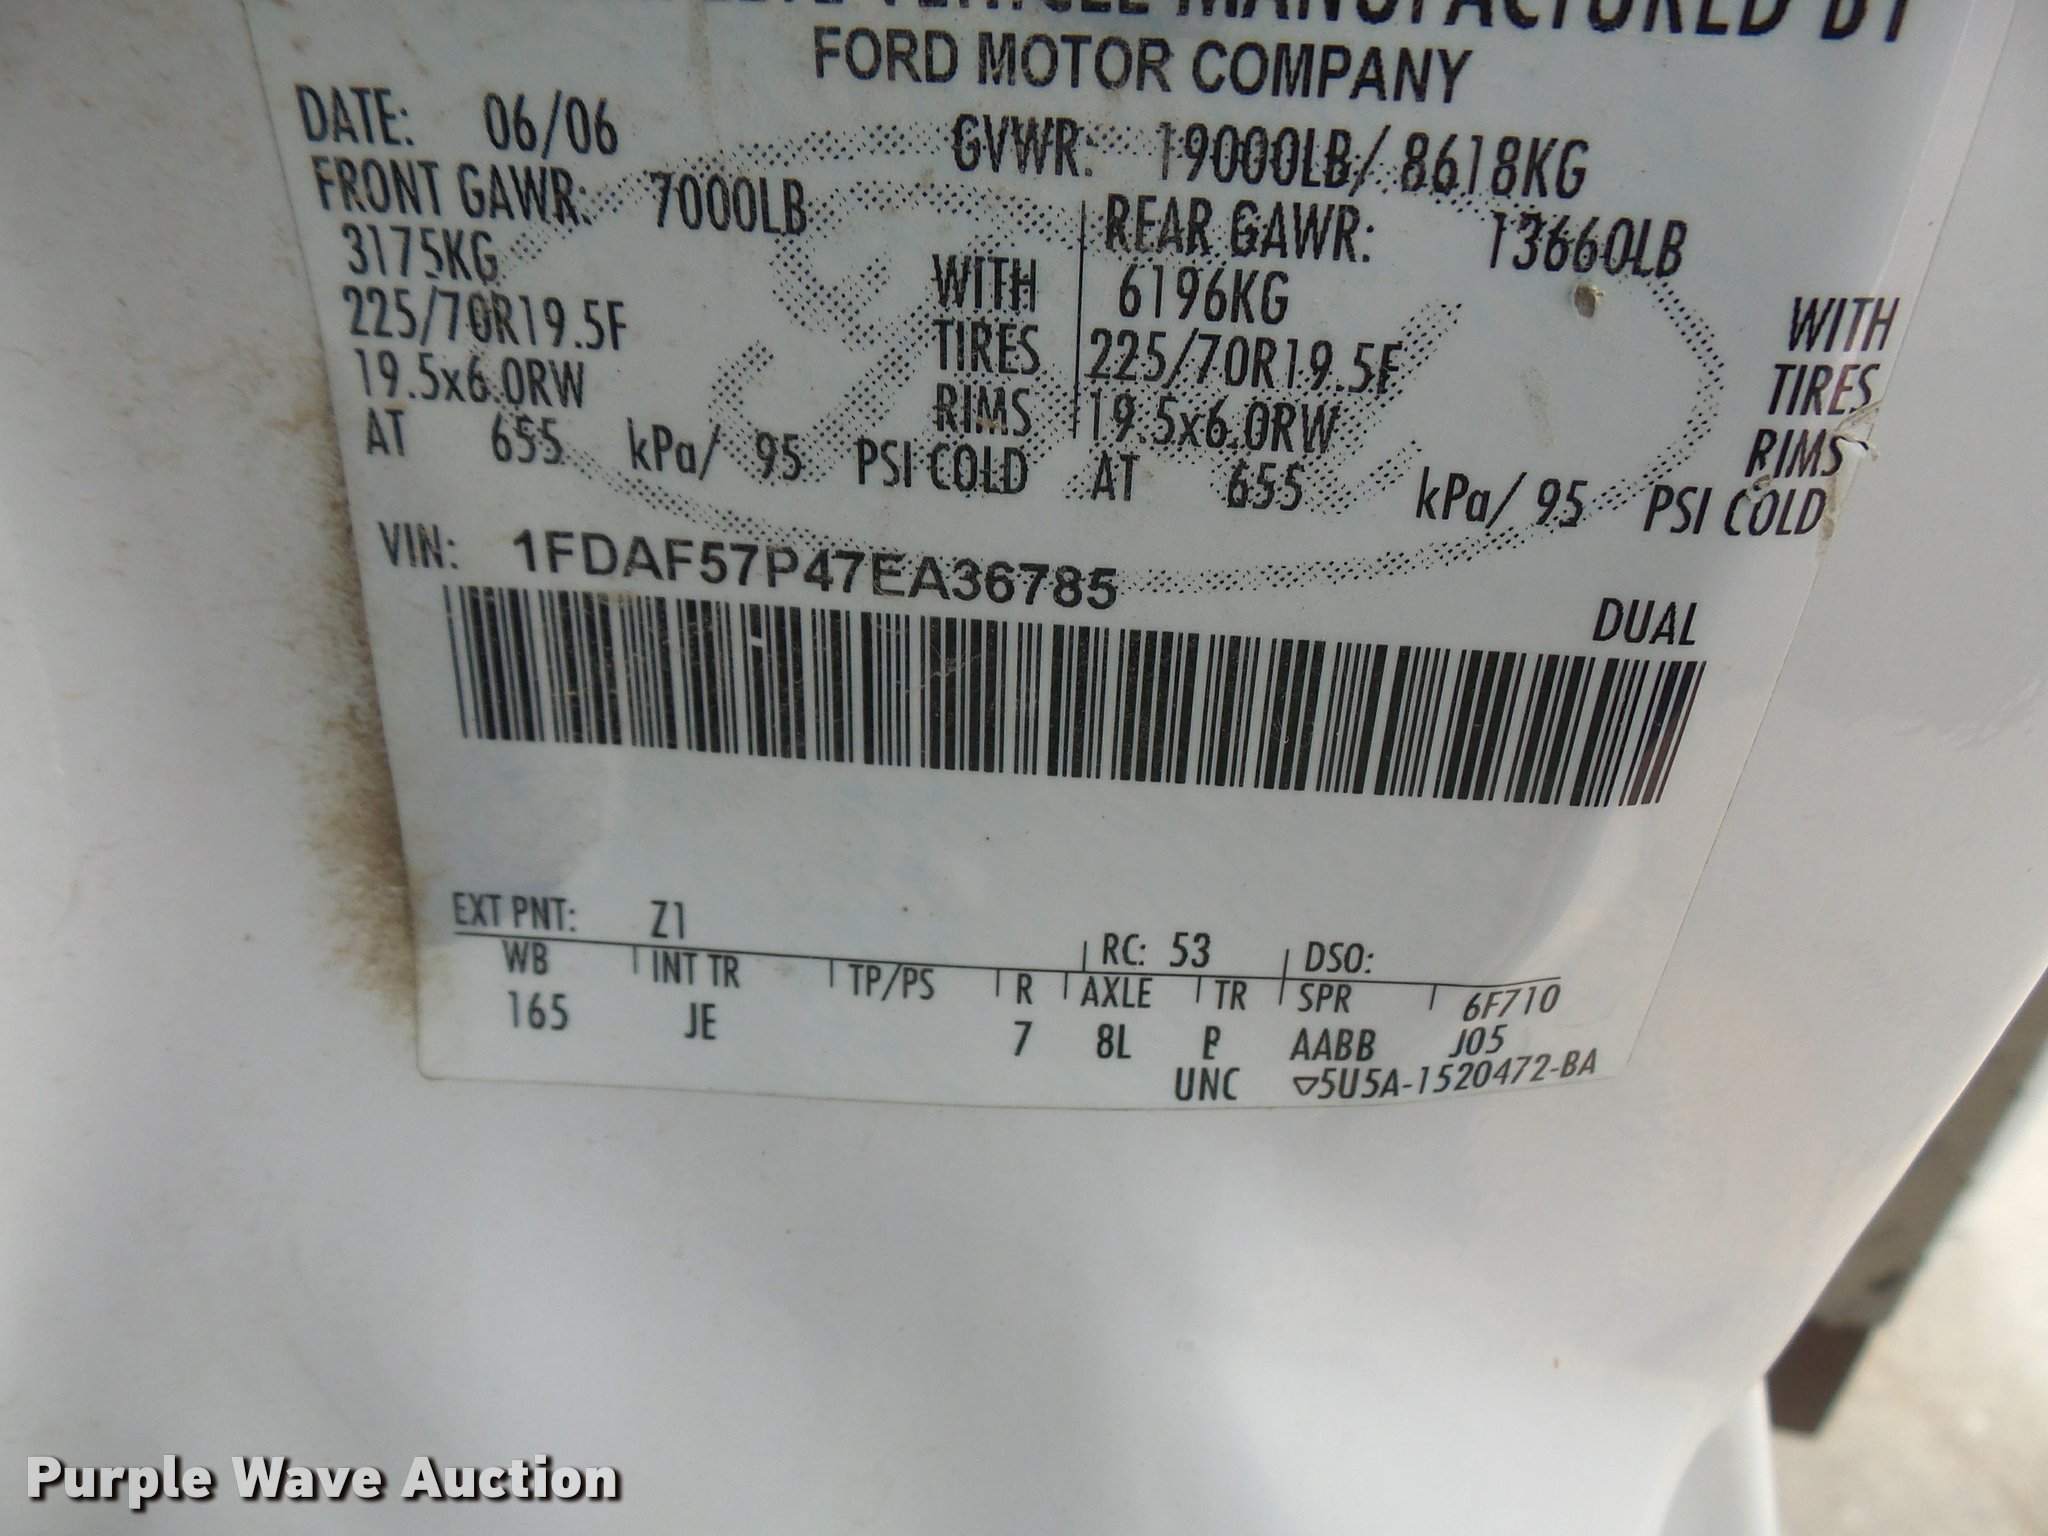 VEHICLE MANUFACTURED BY
FORD MOTOR COMPANY
DATE: 06/06 GVWR: 19000LB/ 8618KG
FRONT GAWR: 7000LB REAR GAWR: 13660LB
3175KG WITH 6196KG WITH
225/70R19.5F TIRES 225/70R19.5F TIRES
19.5x6.0RW RIMS 19.5x6.0RW RIMS
AT 655 kPa/ 95 PSI COLD AT 655 kPa/ 95 PSI COLD
VIN: 1FDAF57P47EA36785
DUAL
EXT PNT: Z1 RC: 53 DSO:
WB INT TR TP/PS R AXLE TR SPR 6F710
165 JE 7 8L B AABB J05
UNC ▽5U5A-1520472-BA
Purple Wave Auction